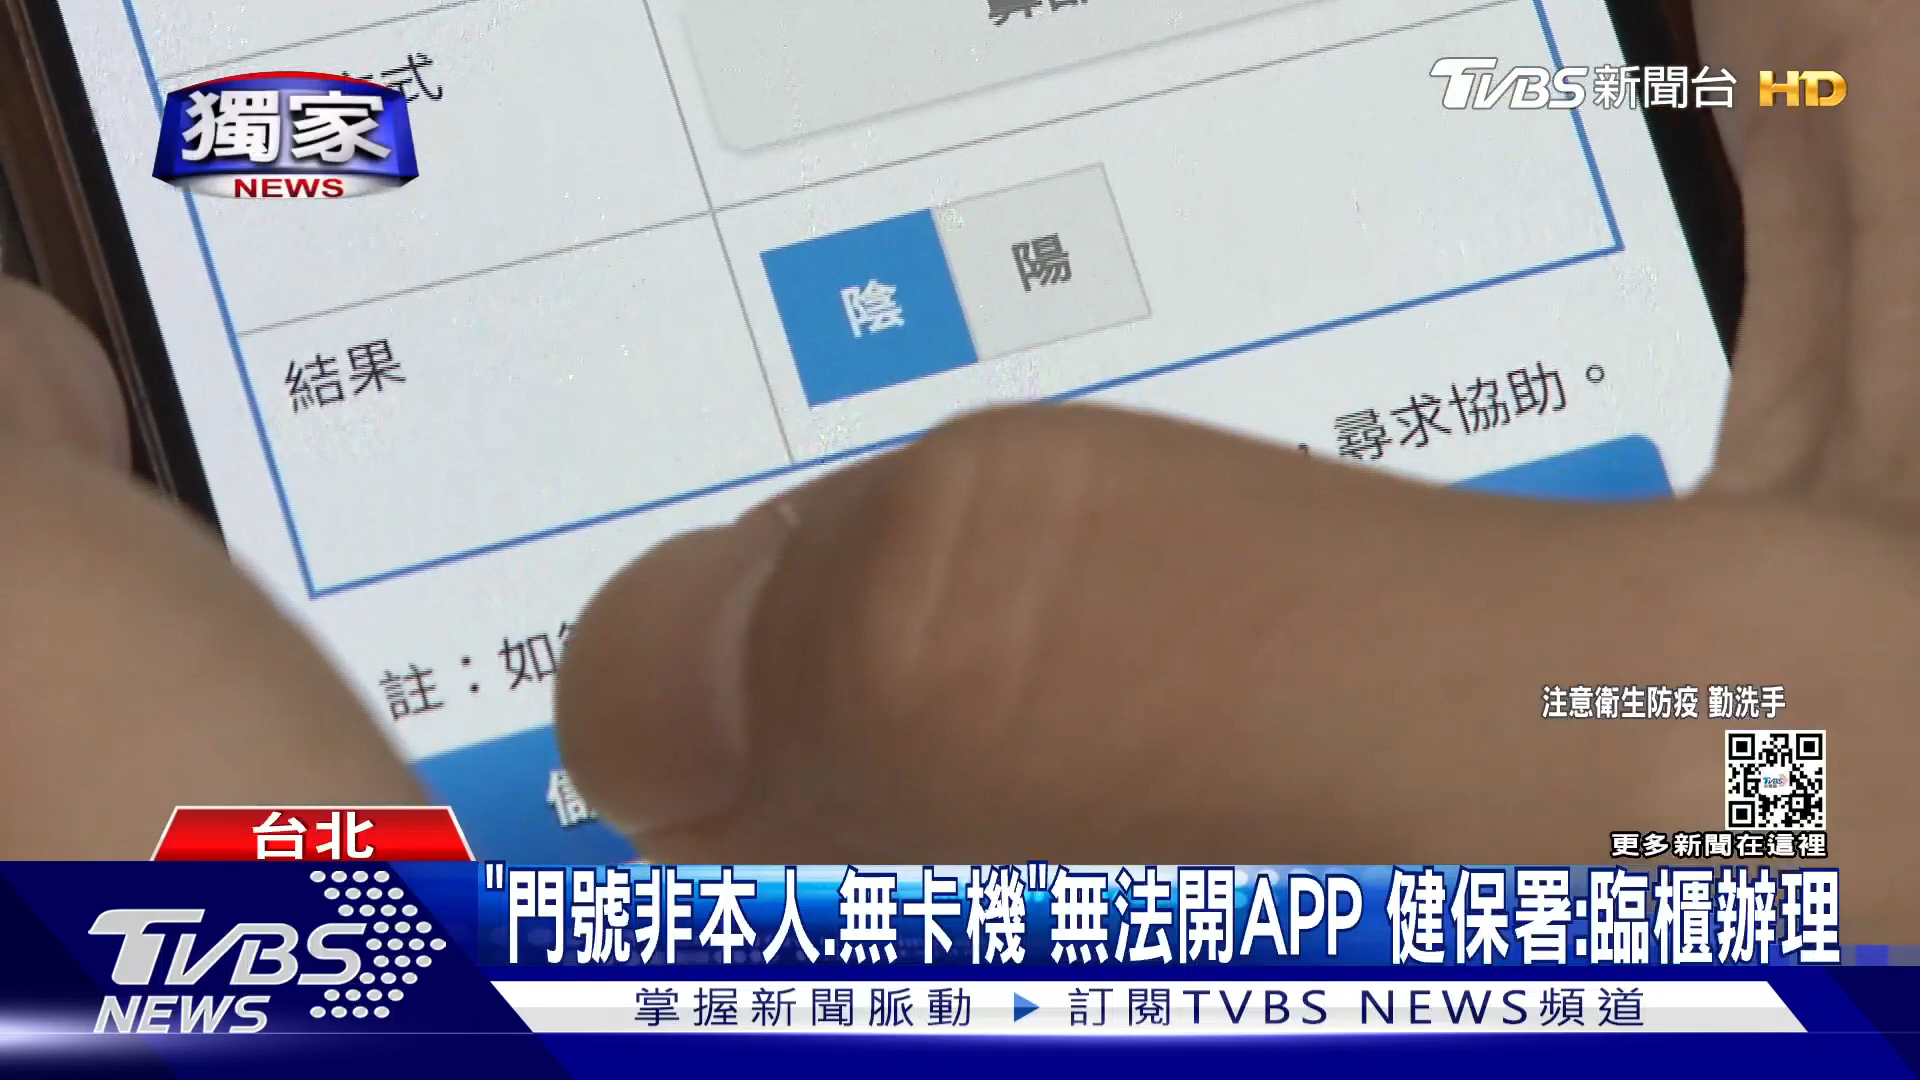 獨家
NEWS
TVBS新聞台 HD
式
陰
陽
結果
，尋求協助。
註：如
注意衛生防疫 勤洗手
TVBS
更多新聞在這裡
台北
"門號非本人.無卡機"無法開APP 健保署:臨櫃辦理
TVBS
NEWS
掌握新聞脈動 ▶ 訂閱TVBS NEWS頻道